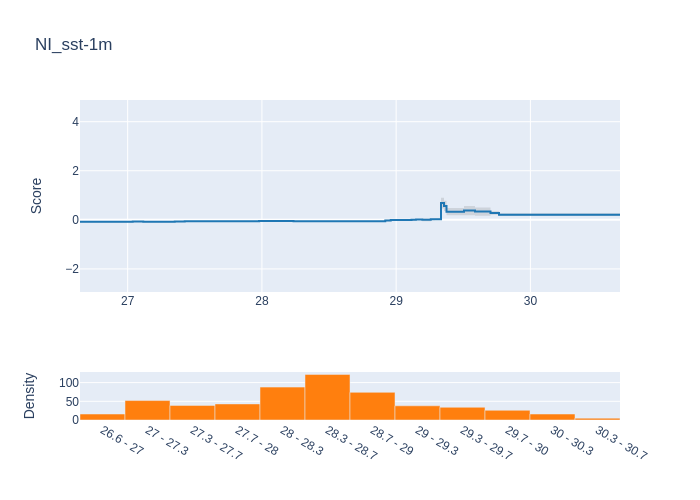 NI_sst-1m
Score
4
2
0
−2
27
28
29
30
Density
100
50
0
26.6 - 27
27 - 27.3
27.3 - 27.7
27.7 - 28
28 - 28.3
28.3 - 28.7
28.7 - 29
29 - 29.3
29.3 - 29.7
29.7 - 30
30 - 30.3
30.3 - 30.7